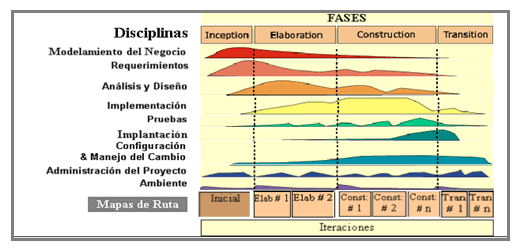 FASES
Disciplinas
Inception Elaboration Construction Transition
Modelamiento del Negocio
Requerimientos
Análisis y Diseño
Implementación
Pruebas
Implantación
Configuración
& Manejo del Cambio
Administración del Proyecto
Ambiente
Mapas de Ruta
Inicial
Elab # 1
Elab # 2
Const:
# 1
Const:
# 2
Const:
# n
Tran
# 1
Tran
# n
Iteraciones